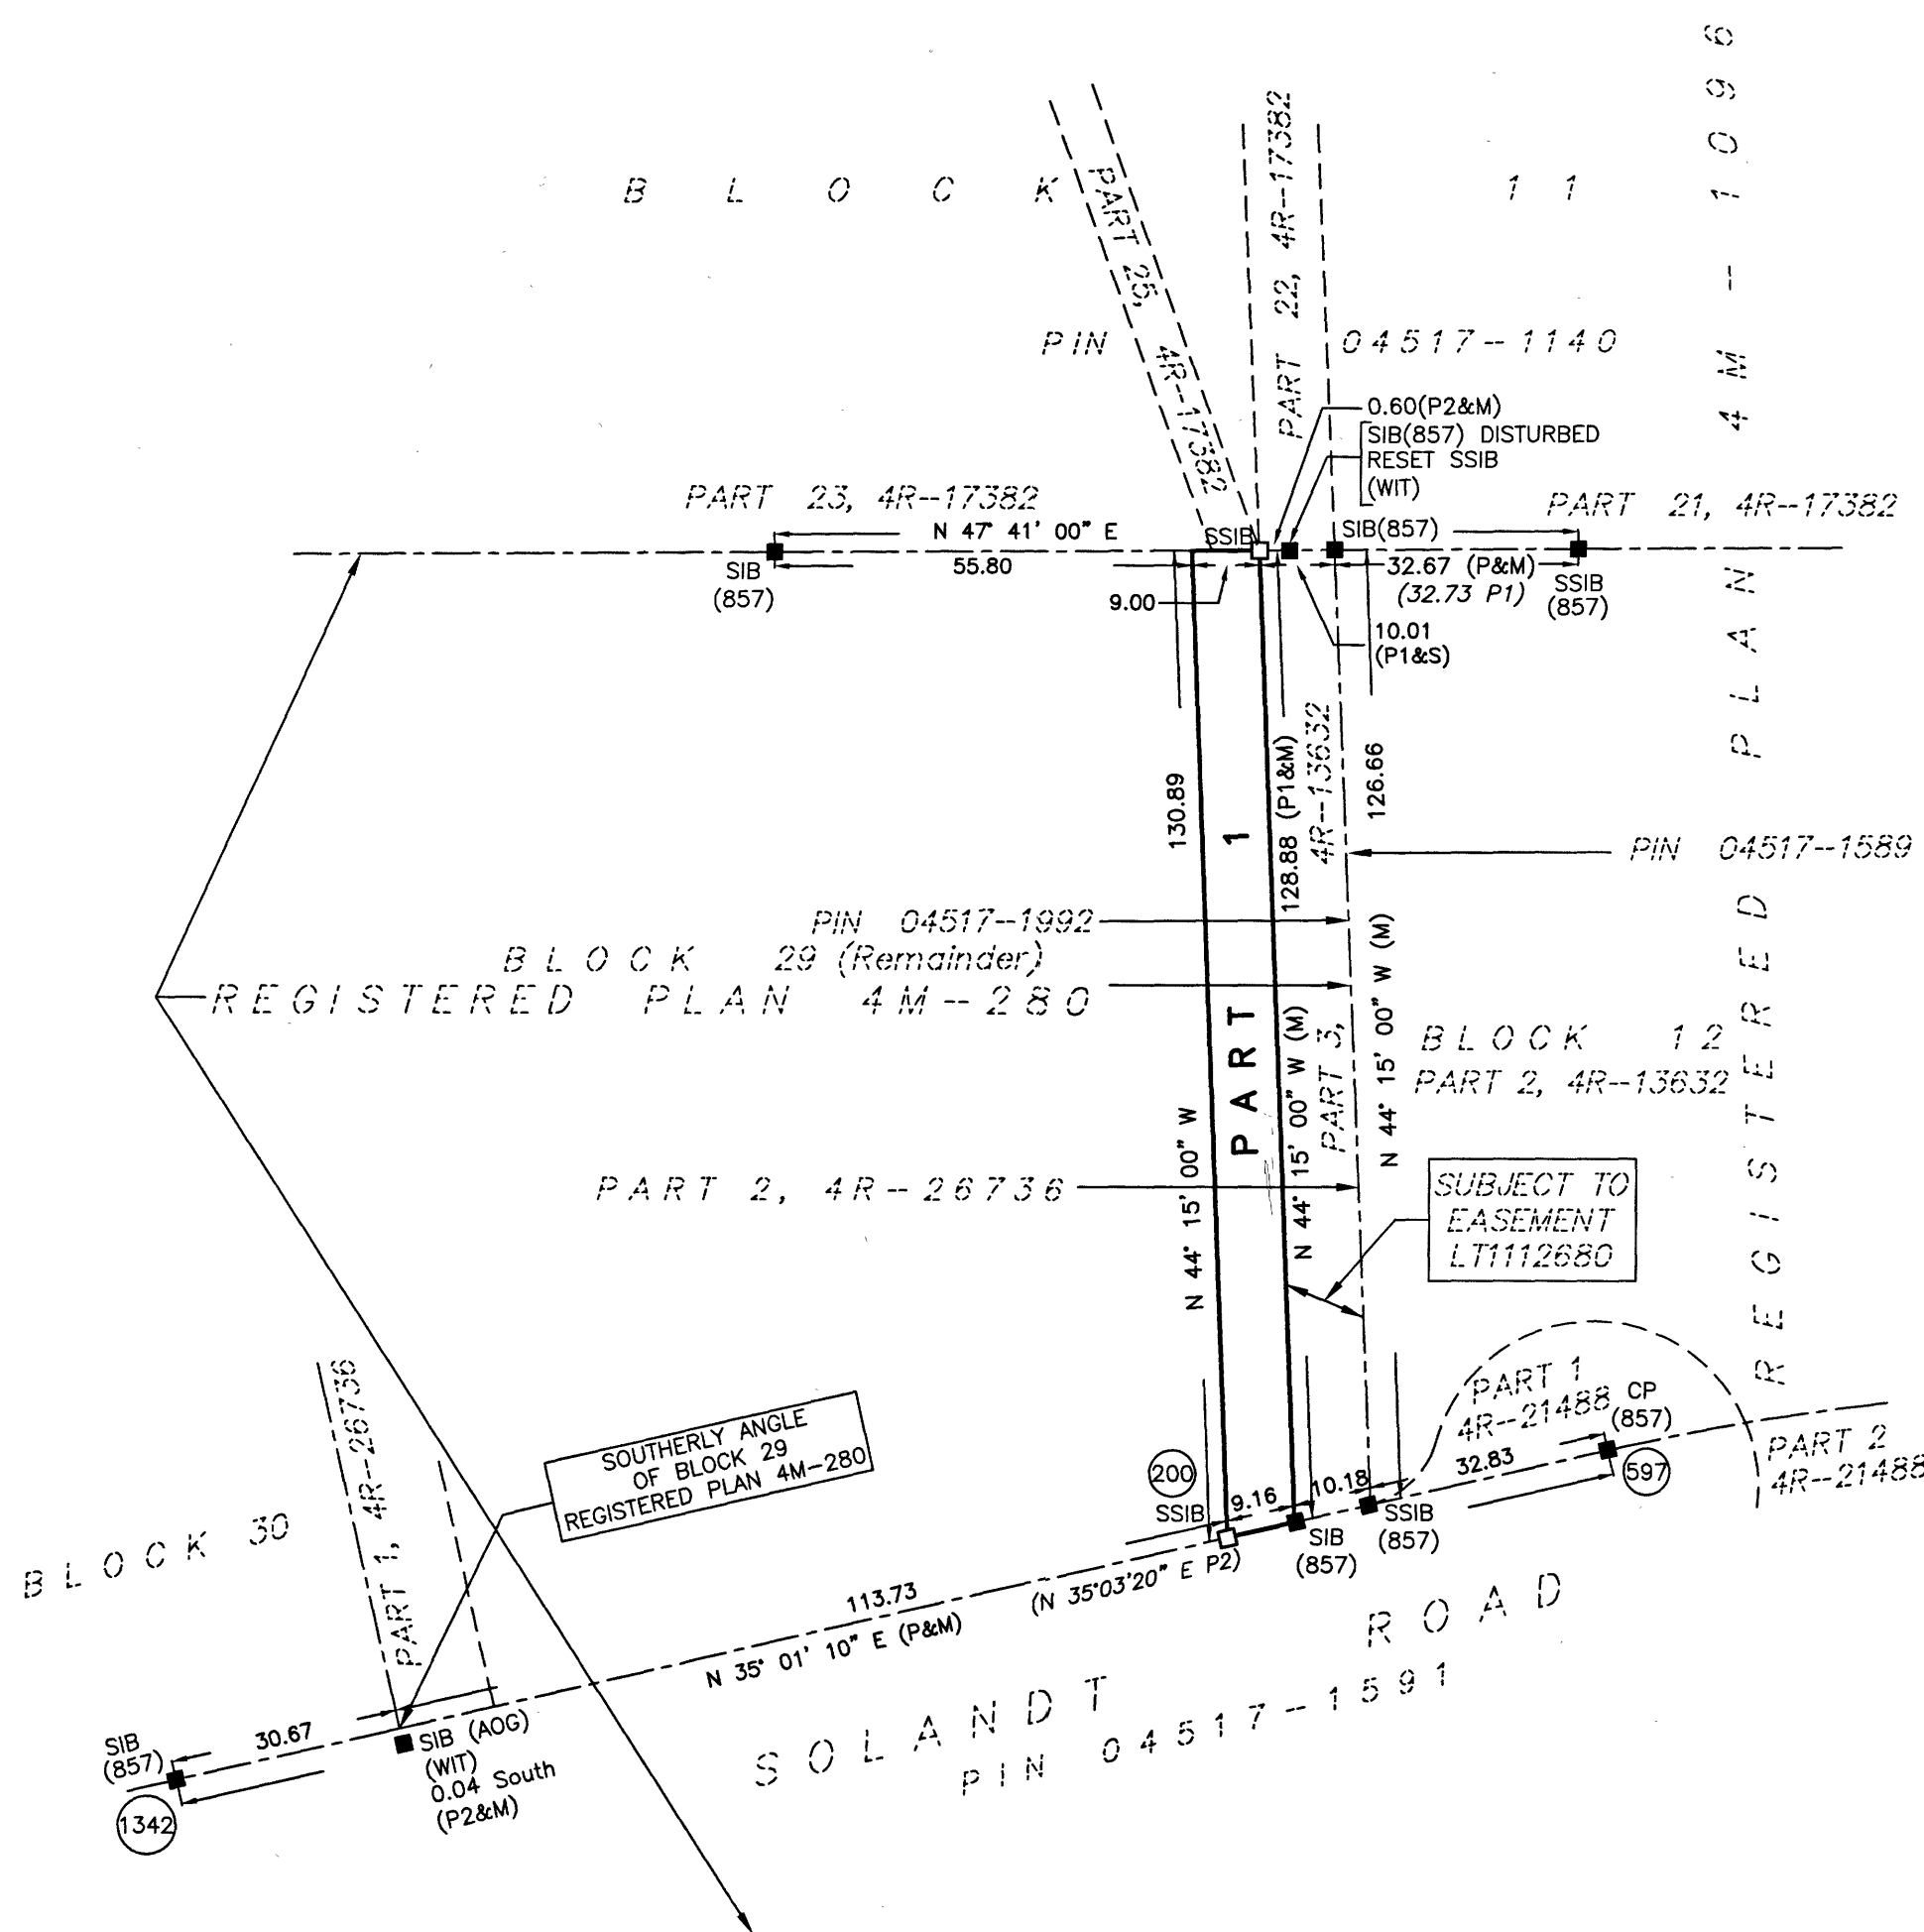 B L O C K 1 1
PART 25, 4R-17382
PART 22, 4R-17382
PIN 04517-1140
REGISTERED PLAN 4M-1096
0.60(P2&M)
SIB(857) DISTURBED
RESET SSIB
(WIT)
PART 23, 4R-17382
PART 21, 4R-17382
N 47° 41' 00" E
SSIB
SIB(857)
SIB
(857)
55.80
9.00
32.67 (P&M)
(32.73 P1)
SSIB
(857)
10.01
(P1&S)
130.89
N 44° 15' 00" W
PART 1
128.88 (P1&M)
N 44° 15' 00" W (M)
PART 3, 4R-13632
126.66
N 44° 15' 00" W (M)
PIN 04517-1589
PIN 04517-1992
BLOCK 29 (Remainder)
REGISTERED PLAN 4M-280
BLOCK 12
PART 2, 4R-13632
PART 2, 4R-26736
SUBJECT TO
EASEMENT
LT1112680
PART 1
4R-21488
CP
(857)
PART 2
4R-21488
32.83
597
200
SSIB
9.16
10.18
SIB
(857)
SSIB
(857)
SOUTHERLY ANGLE
OF BLOCK 29
REGISTERED PLAN 4M-280
PART 1, 4R-26736
BLOCK 30
113.73
N 35° 01' 10" E (P&M)
(N 35°03'20" E P2)
SOLANDT ROAD
PIN 04517-1591
SIB
(857)
30.67
1342
SIB (AOG)
(WIT)
0.04 South
(P2&M)